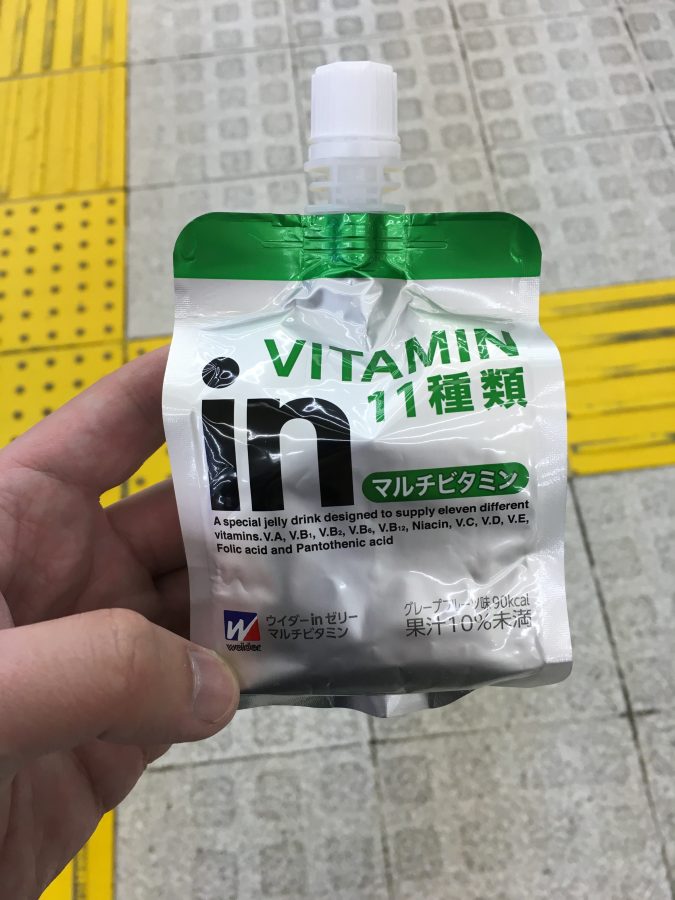 VITAMIN
11種類
in
マルチビタミン
A special jelly drink designed to supply eleven different
vitamins. V.A, V.B₁, V.B₂, V.B₆, V.B₁₂, Niacin, V.C, V.D, V.E,
Folic acid and Pantothenic acid
W
weider
ウイダーinゼリー
マルチビタミン
グレープフルーツ味 90kcal
果汁10%未満